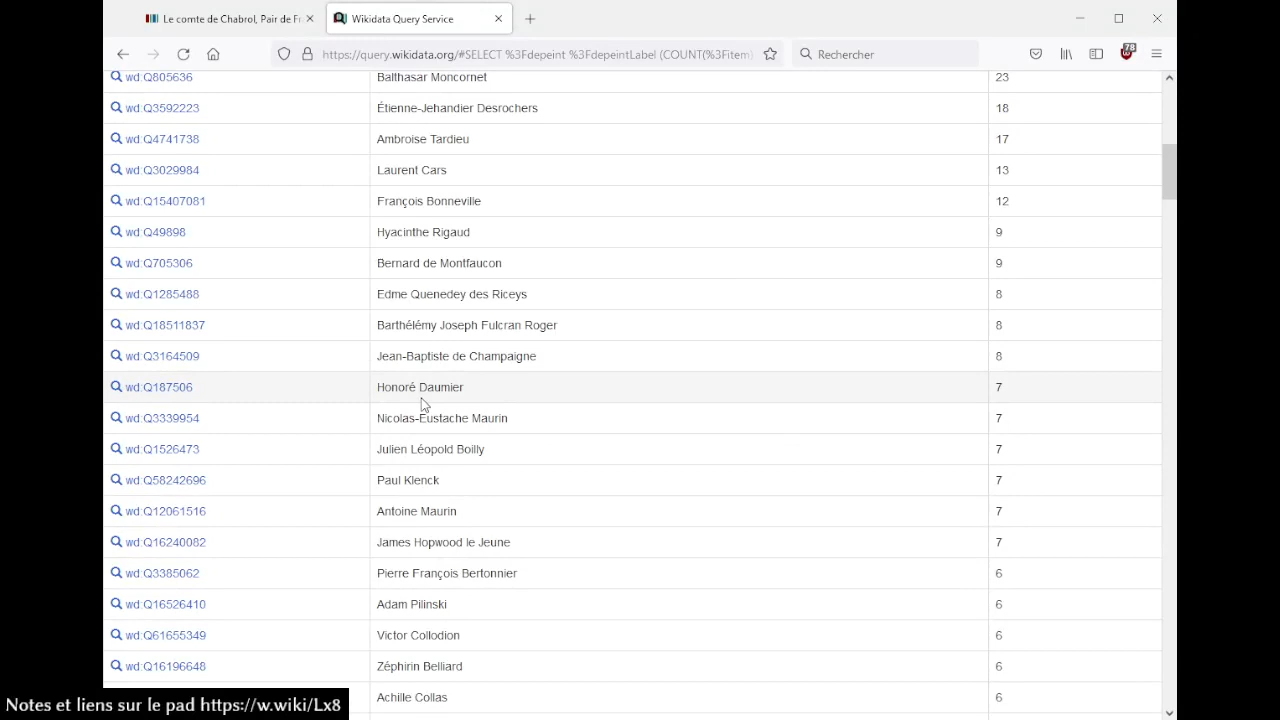 Le comte de Chabrol, Pair de Fr
Wikidata Query Service
https://query.wikidata.org/#SELECT %3Fdepeint %3FdepeintLabel (COUNT(%3Fitem)
Rechercher
78
wd:Q805636 Balthasar Moncornet 23
wd:Q3592223 Étienne-Jehandier Desrochers 18
wd:Q4741738 Ambroise Tardieu 17
wd:Q3029984 Laurent Cars 13
wd:Q15407081 François Bonneville 12
wd:Q49898 Hyacinthe Rigaud 9
wd:Q705306 Bernard de Montfaucon 9
wd:Q1285488 Edme Quenedey des Riceys 8
wd:Q18511837 Barthélémy Joseph Fulcran Roger 8
wd:Q3164509 Jean-Baptiste de Champaigne 8
wd:Q187506 Honoré Daumier 7
wd:Q3339954 Nicolas-Eustache Maurin 7
wd:Q1526473 Julien Léopold Boilly 7
wd:Q58242696 Paul Klenck 7
wd:Q12061516 Antoine Maurin 7
wd:Q16240082 James Hopwood le Jeune 7
wd:Q3385062 Pierre François Bertonnier 6
wd:Q16526410 Adam Pilinski 6
wd:Q61655349 Victor Collodion 6
wd:Q16196648 Zéphirin Belliard 6
Achille Collas 6
Notes et liens sur le pad https://w.wiki/Lx8